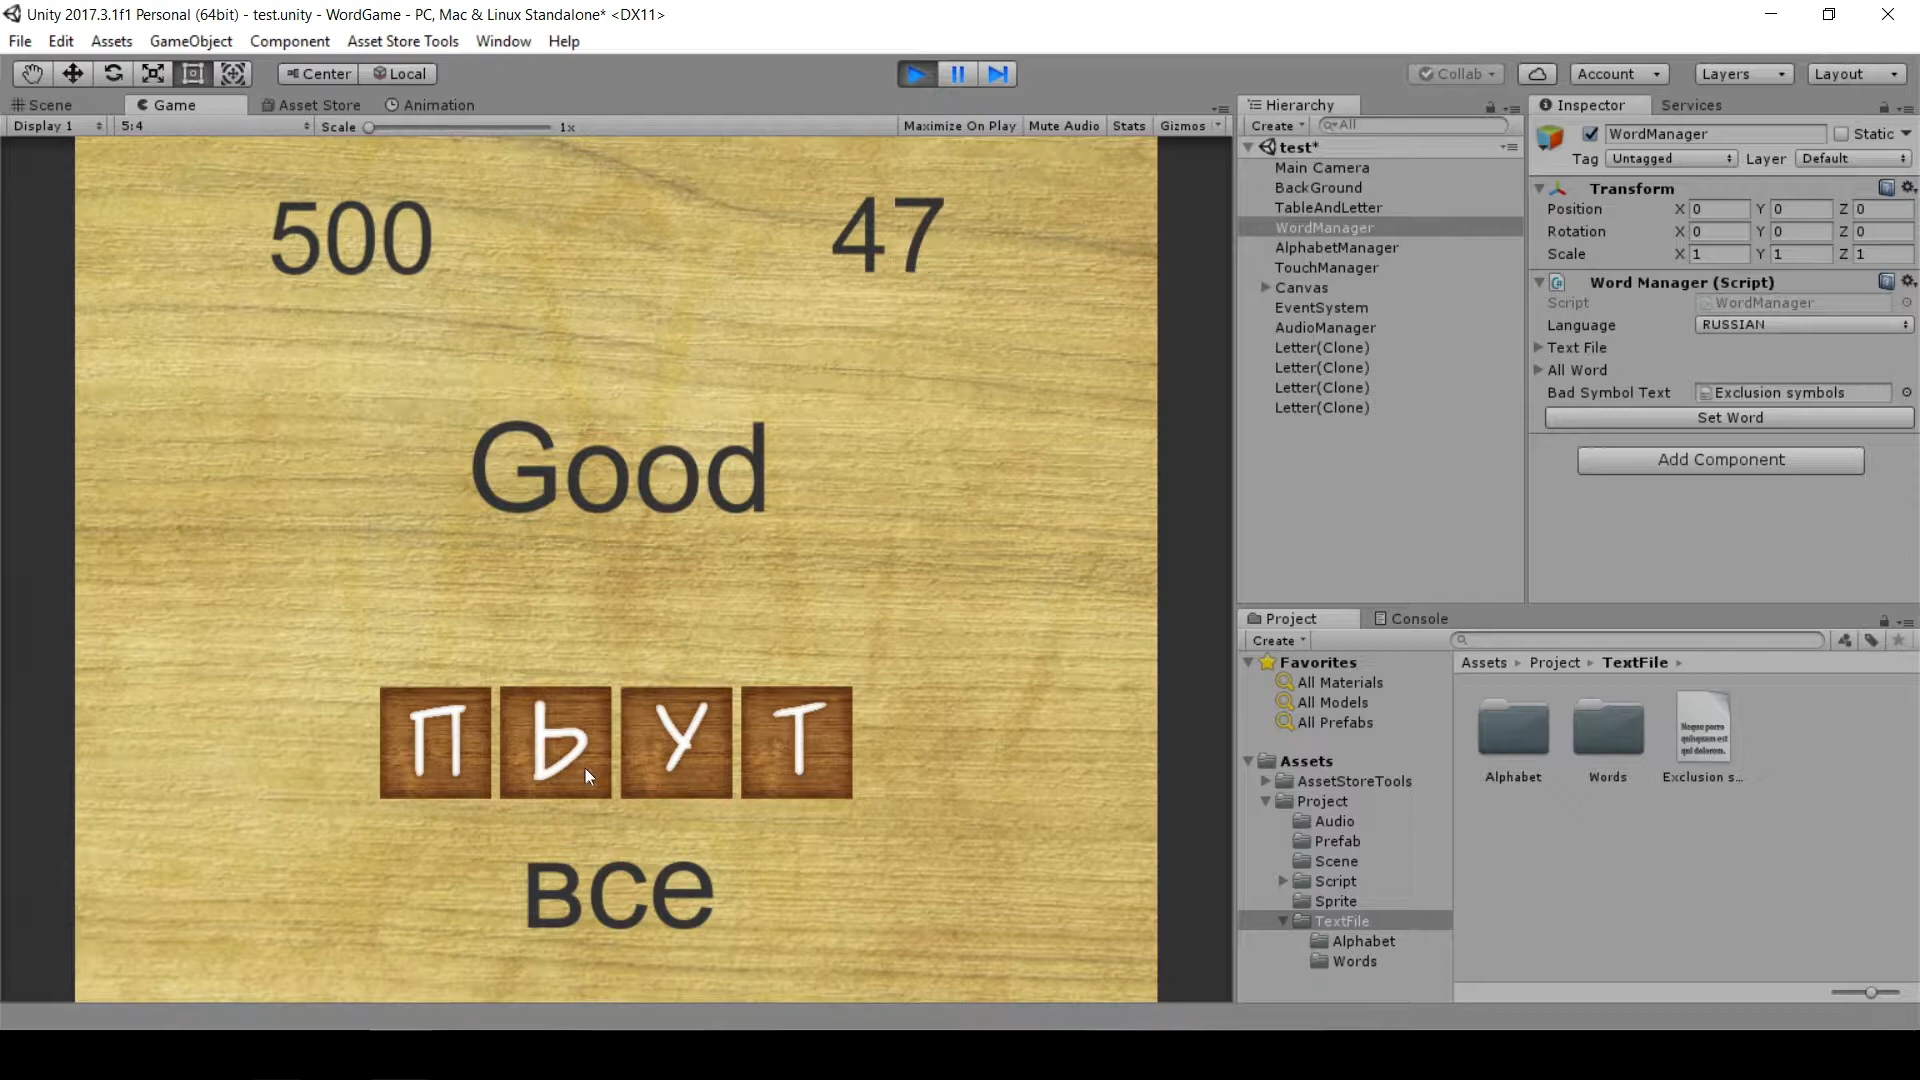 Unity 2017.3.1f1 Personal (64bit) - test.unity - WordGame - PC, Mac & Linux Standalone* <DX11>
File Edit Assets GameObject Component Asset Store Tools Window Help
Center Local Collab Account Layers Layout
Scene Game Asset Store Animation
Display 1 5:4 Scale 1x Maximize On Play Mute Audio Stats Gizmos
500 47
Good
П Ь У Т
все
Hierarchy
Create All
test*
Main Camera
BackGround
TableAndLetter
WordManager
AlphabetManager
TouchManager
Canvas
EventSystem
AudioManager
Letter(Clone)
Letter(Clone)
Letter(Clone)
Letter(Clone)
Inspector Services
WordManager Static
Tag Untagged Layer Default
Transform
Position X 0 Y 0 Z 0
Rotation X 0 Y 0 Z 0
Scale X 1 Y 1 Z 1
Word Manager (Script)
Script WordManager
Language RUSSIAN
Text File
All Word
Bad Symbol Text Exclusion symbols
Set Word
Add Component
Project Console
Create
Favorites
All Materials
All Models
All Prefabs
Assets
AssetStoreTools
Project
Audio
Prefab
Scene
Script
Sprite
TextFile
Alphabet
Words
Assets Project TextFile
Neque porro
quisquam est
qui dolorem.
Alphabet Words Exclusion s...